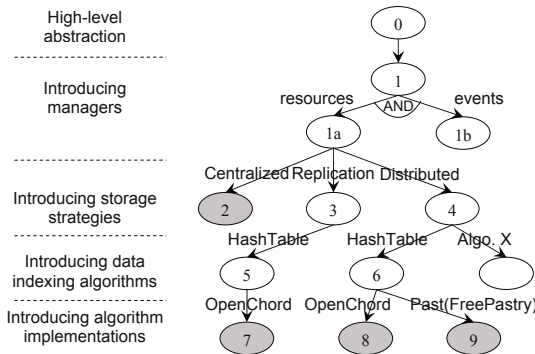 High-level
abstraction
0
Introducing
managers
1
resources AND events
1a 1b
Introducing storage
strategies
Centralized Replication Distributed
2 3 4
Introducing data
indexing algorithms
HashTable HashTable Algo. X
5 6
Introducing algorithm
implementations
OpenChord OpenChord Past(FreePastry)
7 8 9